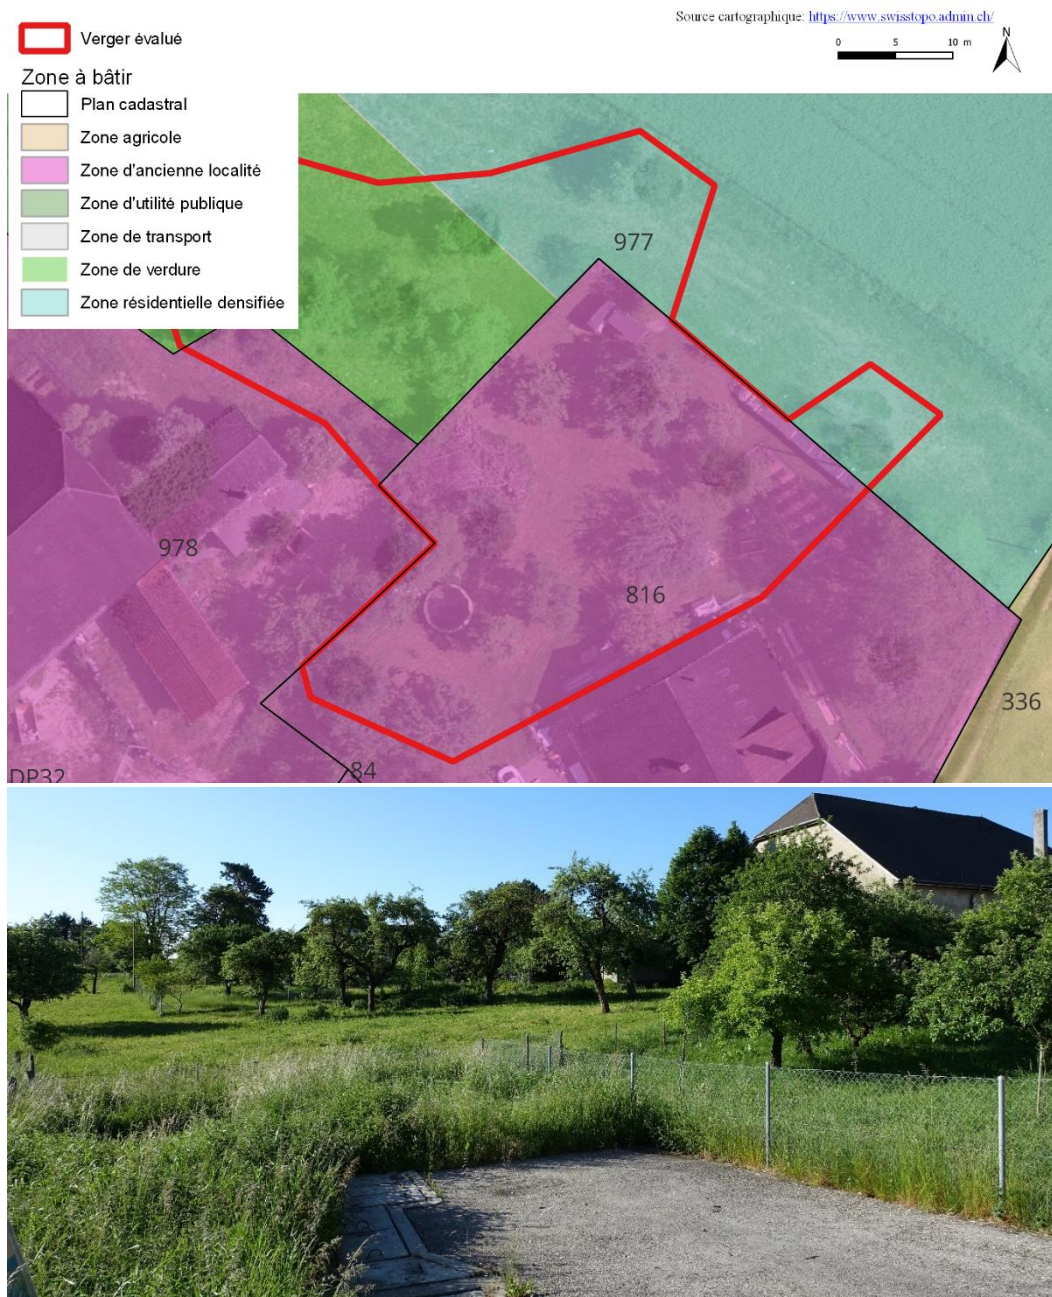 Source cartographique: https://www.swisstopo.admin.ch/
0 5 10 m
N
Verger évalué
Zone à bâtir
Plan cadastral
Zone agricole
Zone d'ancienne localité
Zone d'utilité publique
Zone de transport
Zone de verdure
Zone résidentielle densifiée
977
978
816
336
DP32
84